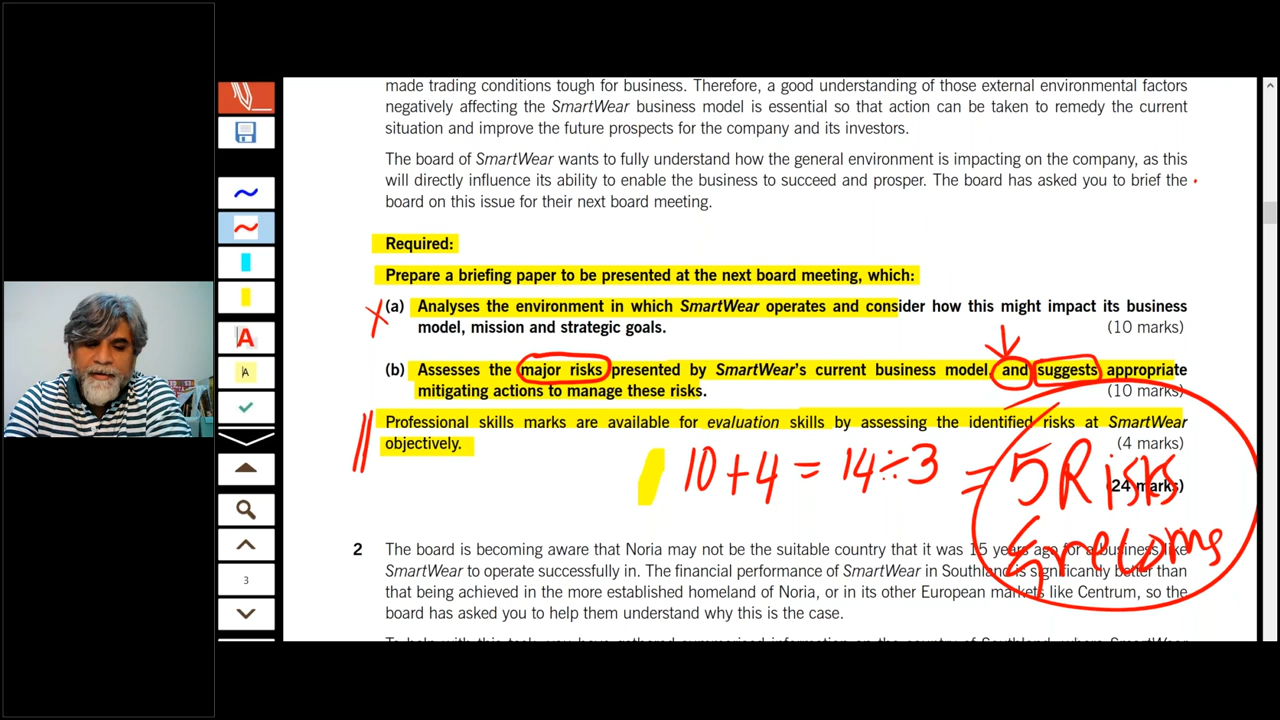 made trading conditions tough for business. Therefore, a good understanding of those external environmental factors
negatively affecting the SmartWear business model is essential so that action can be taken to remedy the current
situation and improve the future prospects for the company and its investors.
The board of SmartWear wants to fully understand how the general environment is impacting on the company, as this
will directly influence its ability to enable the business to succeed and prosper. The board has asked you to brief the
board on this issue for their next board meeting.
Required:
Prepare a briefing paper to be presented at the next board meeting, which:
X (a) Analyses the environment in which SmartWear operates and consider how this might impact its business
model, mission and strategic goals. (10 marks)
(b) Assesses the major risks presented by SmartWear's current business model, and suggests appropriate
mitigating actions to manage these risks. (10 marks)
Professional skills marks are available for evaluation skills by assessing the identified risks at SmartWear
objectively. (4 marks)
10 + 4 = 14 ÷ 3 = 5 Risks
(24 marks)
5 recoms
2 The board is becoming aware that Noria may not be the suitable country that it was 15 years ago for a business like
SmartWear to operate successfully in. The financial performance of SmartWear in Southland is significantly better than
that being achieved in the more established homeland of Noria, or in its other European markets like Centrum, so the
board has asked you to help them understand why this is the case.
A
A
3